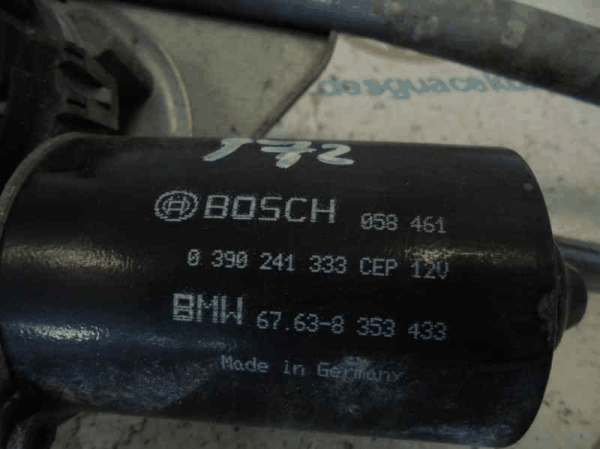 desguaceku
172
BOSCH 058 461
0 390 241 333 CEP 12V
BMW 67.63-8 353 433
Made in Germany